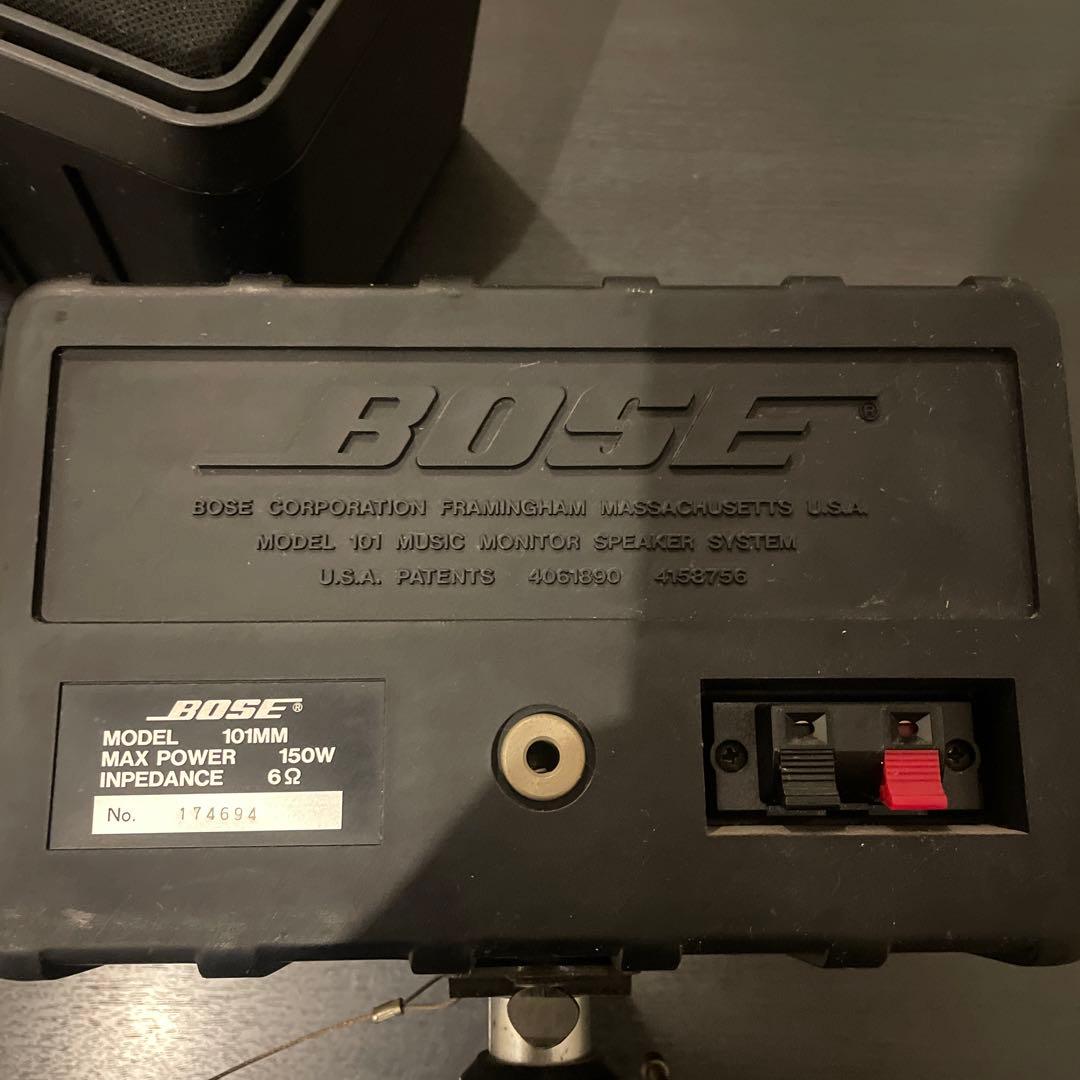 BOSE®
BOSE CORPORATION FRAMINGHAM MASSACHUSETTS U.S.A.
MODEL 101 MUSIC MONITOR SPEAKER SYSTEM
U.S.A. PATENTS 4061890 4158756
BOSE®
MODEL 101MM
MAX POWER 150W
INPEDANCE 6Ω
No. 174694